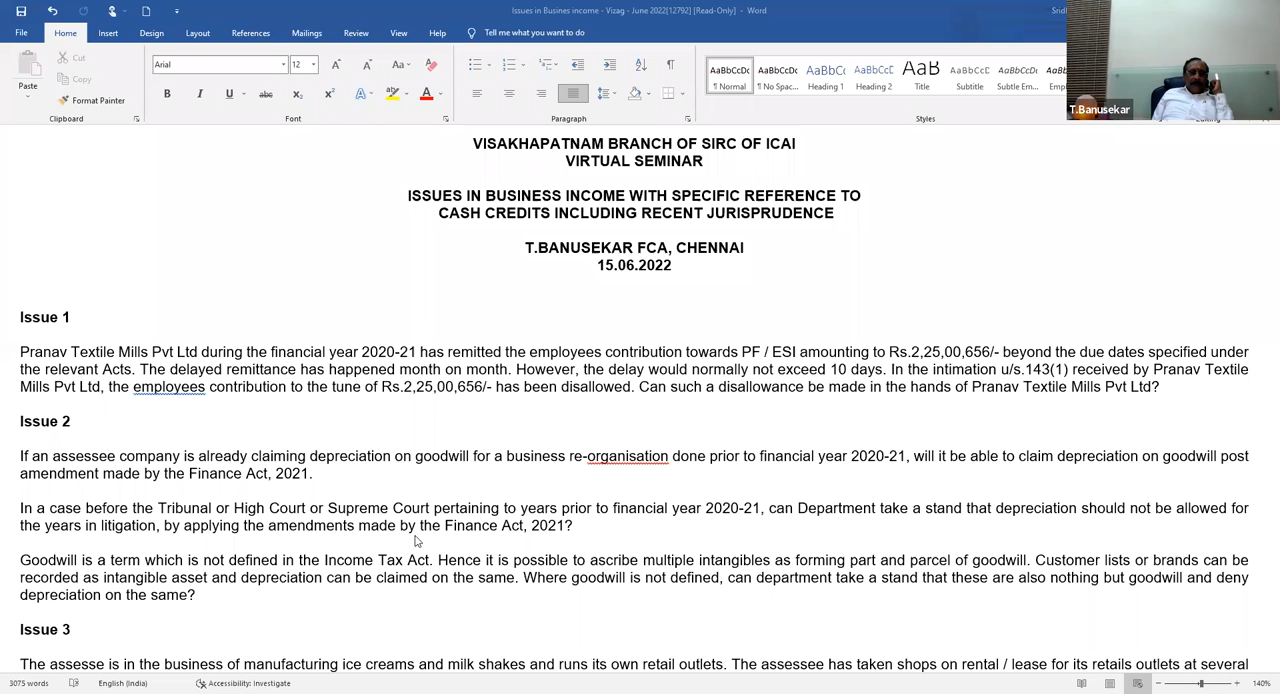 Issues in Busines income - Vizag - June 2022[12792] [Read-Only] - Word
File Home Insert Design Layout References Mailings Review View Help Tell me what you want to do
Paste
Cut
Copy
Format Painter
Arial 12
AaBbCcDc AaBbCcDc AaBbCc AaBbCcD AaB AaBbCcD AaBbCcDc
¶ Normal ¶ No Spac... Heading 1 Heading 2 Title Subtitle Subtle Em...
Clipboard Font Paragraph Styles
T.Banusekar
VISAKHAPATNAM BRANCH OF SIRC OF ICAI
VIRTUAL SEMINAR
ISSUES IN BUSINESS INCOME WITH SPECIFIC REFERENCE TO
CASH CREDITS INCLUDING RECENT JURISPRUDENCE
T.BANUSEKAR FCA, CHENNAI
15.06.2022
Issue 1
Pranav Textile Mills Pvt Ltd during the financial year 2020-21 has remitted the employees contribution towards PF / ESI amounting to Rs.2,25,00,656/- beyond the due dates specified under
the relevant Acts. The delayed remittance has happened month on month. However, the delay would normally not exceed 10 days. In the intimation u/s.143(1) received by Pranav Textile
Mills Pvt Ltd, the employees contribution to the tune of Rs.2,25,00,656/- has been disallowed. Can such a disallowance be made in the hands of Pranav Textile Mills Pvt Ltd?
Issue 2
If an assessee company is already claiming depreciation on goodwill for a business re-organisation done prior to financial year 2020-21, will it be able to claim depreciation on goodwill post
amendment made by the Finance Act, 2021.
In a case before the Tribunal or High Court or Supreme Court pertaining to years prior to financial year 2020-21, can Department take a stand that depreciation should not be allowed for
the years in litigation, by applying the amendments made by the Finance Act, 2021?
Goodwill is a term which is not defined in the Income Tax Act. Hence it is possible to ascribe multiple intangibles as forming part and parcel of goodwill. Customer lists or brands can be
recorded as intangible asset and depreciation can be claimed on the same. Where goodwill is not defined, can department take a stand that these are also nothing but goodwill and deny
depreciation on the same?
Issue 3
The assesse is in the business of manufacturing ice creams and milk shakes and runs its own retail outlets. The assessee has taken shops on rental / lease for its retails outlets at several
3075 words English (India) Accessibility: Investigate 140%